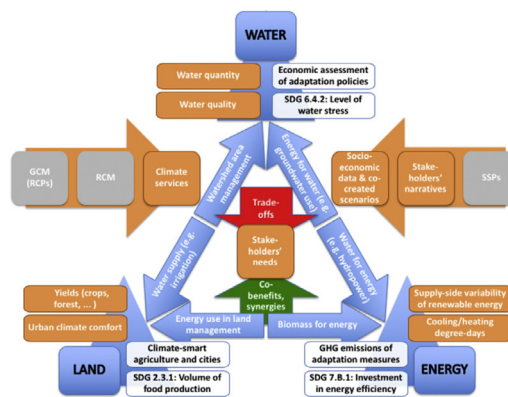 WATER
Water quantity
Economic assessment
of adaptation policies
Water quality
SDG 6.4.2: Level of
water stress
GCM
(RCPs)
RCM
Climate
services
Watershed area
management
Energy for water (e.g.
groundwater use)
Socio-
economic
data & co-
created
scenarios
Stake-
holders'
narratives
SSPs
Trade-
offs
Stake-
holders'
needs
Co-
benefits,
synergies
Water supply (e.g.
irrigation)
Water for energy
(e.g. hydropower)
Yields (crops,
forest, ... )
Urban climate comfort
Energy use in land
management
Biomass for energy
Supply-side variability
of renewable energy
Cooling/heating
degree-days
LAND
Climate-smart
agriculture and cities
SDG 2.3.1: Volume of
food production
GHG emissions of
adaptation measures
SDG 7.B.1: Investment
in energy efficiency
ENERGY